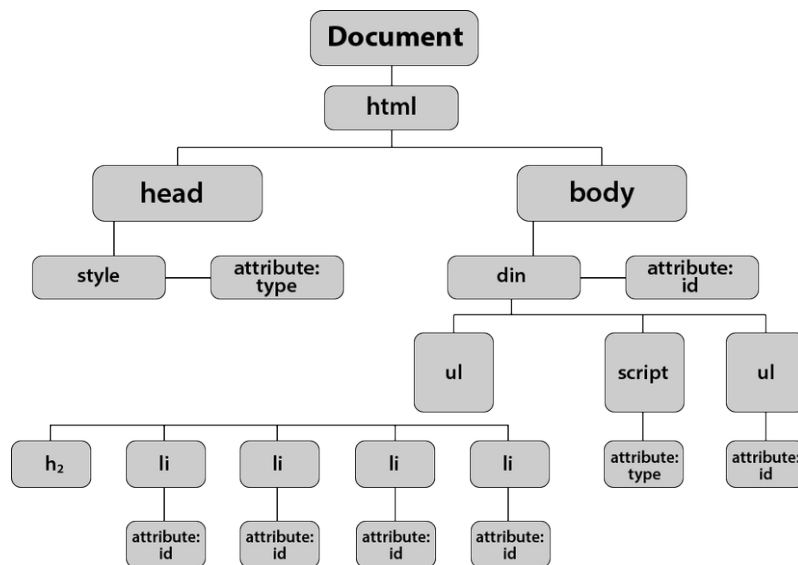 Document
html
head
body
style
attribute:
type
din
attribute:
id
ul
script
ul
h₂
li
li
li
li
attribute:
type
attribute:
id
attribute:
id
attribute:
id
attribute:
id
attribute:
id